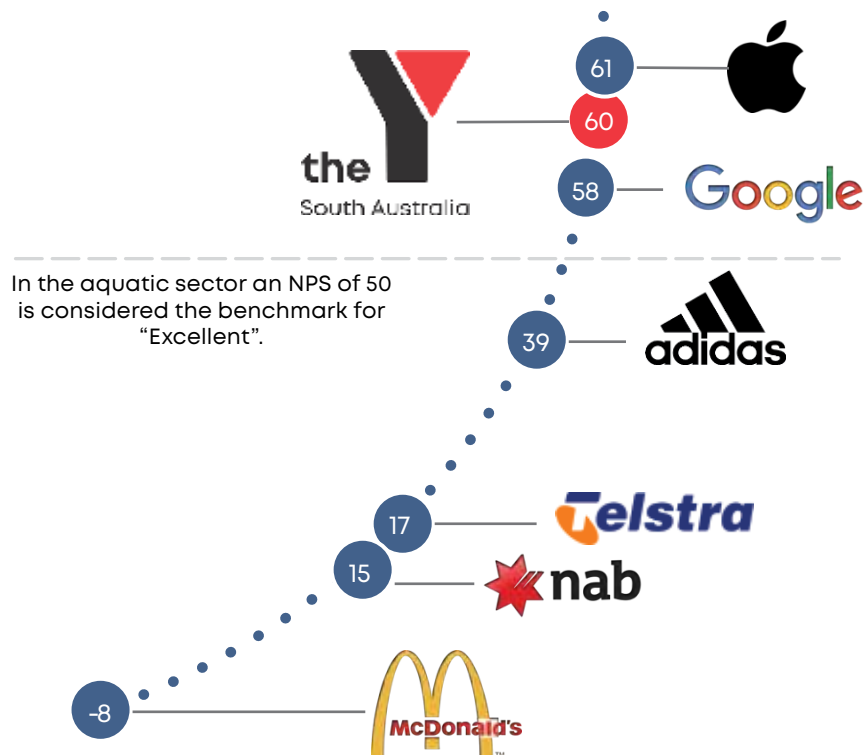 61
60
the Y
South Australia
58
Google
In the aquatic sector an NPS of 50
is considered the benchmark for
“Excellent”.
39
adidas
17
Telstra
15
nab
-8
McDonald's
™